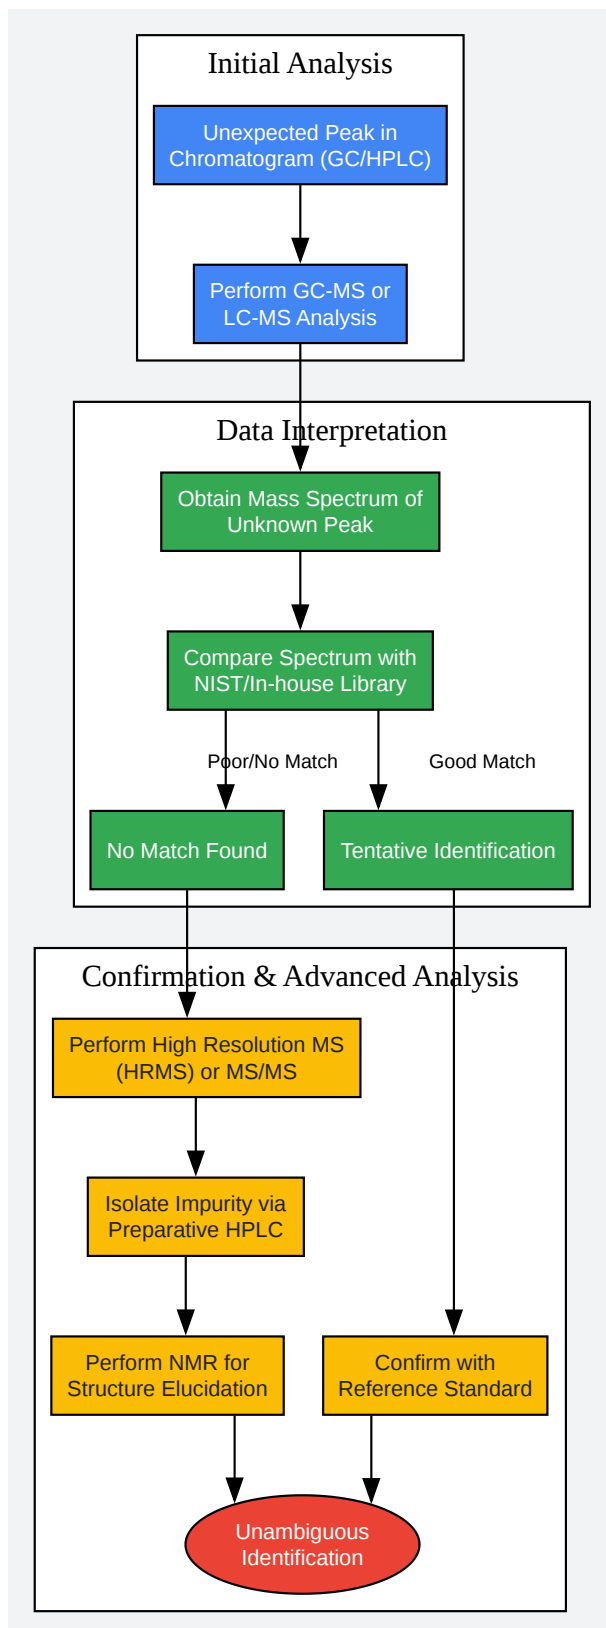 Initial Analysis
Unexpected Peak in
Chromatogram (GC/HPLC)
Perform GC-MS or
LC-MS Analysis
Data Interpretation
Obtain Mass Spectrum of
Unknown Peak
Compare Spectrum with
NIST/In-house Library
Poor/No Match
Good Match
No Match Found
Tentative Identification
Confirmation & Advanced Analysis
Perform High Resolution MS
(HRMS) or MS/MS
Isolate Impurity via
Preparative HPLC
Perform NMR for
Structure Elucidation
Confirm with
Reference Standard
Unambiguous
Identification